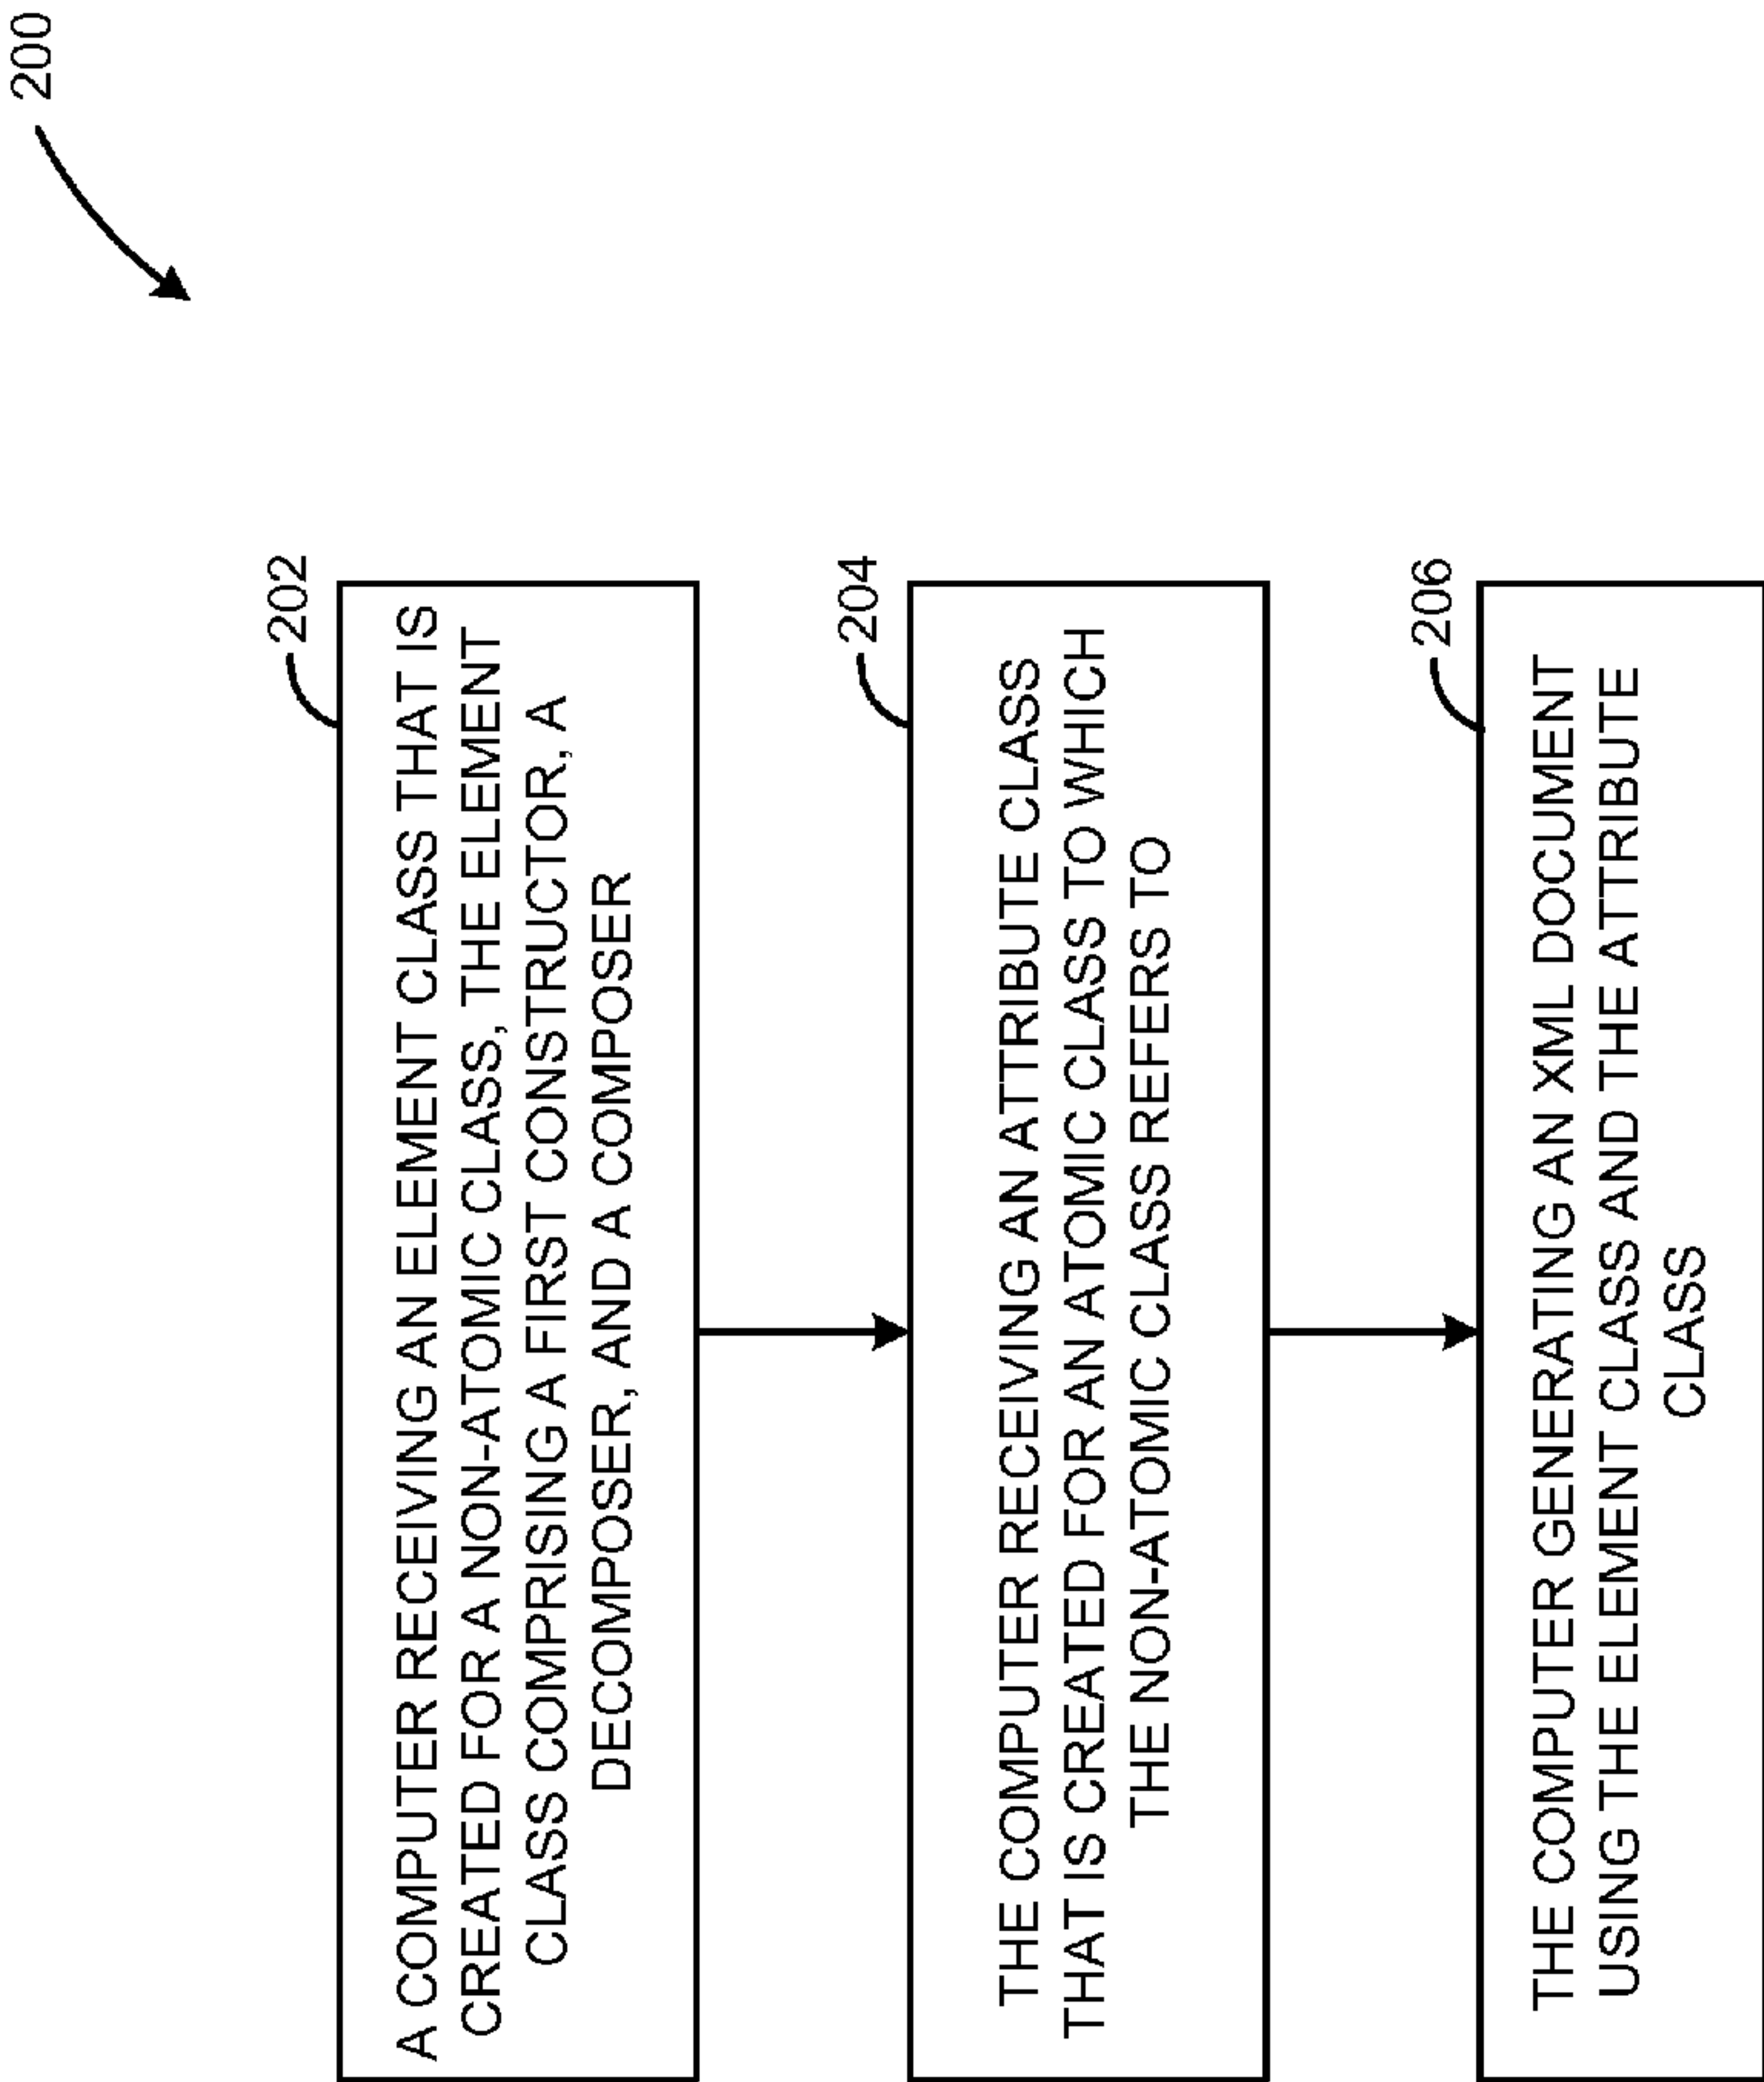 200
202
A COMPUTER RECEIVING AN ELEMENT CLASS THAT IS
CREATED FOR A NON-ATOMIC CLASS, THE ELEMENT
CLASS COMPRISING A FIRST CONSTRUCTOR, A
DECOMPOSER, AND A COMPOSER
204
THE COMPUTER RECEIVING AN ATTRIBUTE CLASS
THAT IS CREATED FOR AN ATOMIC CLASS TO WHICH
THE NON-ATOMIC CLASS REFERS TO
206
THE COMPUTER GENERATING AN XML DOCUMENT
USING THE ELEMENT CLASS AND THE ATTRIBUTE
CLASS